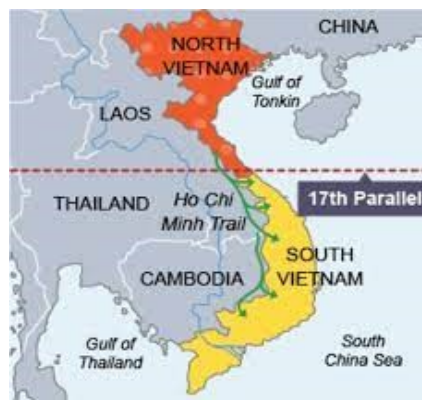 CHINA
NORTH
VIETNAM
Gulf of
Tonkin
LAOS
17th Parallel
THAILAND
Ho Chi
Minh Trail
SOUTH
VIETNAM
CAMBODIA
Gulf of
Thailand
South
China Sea